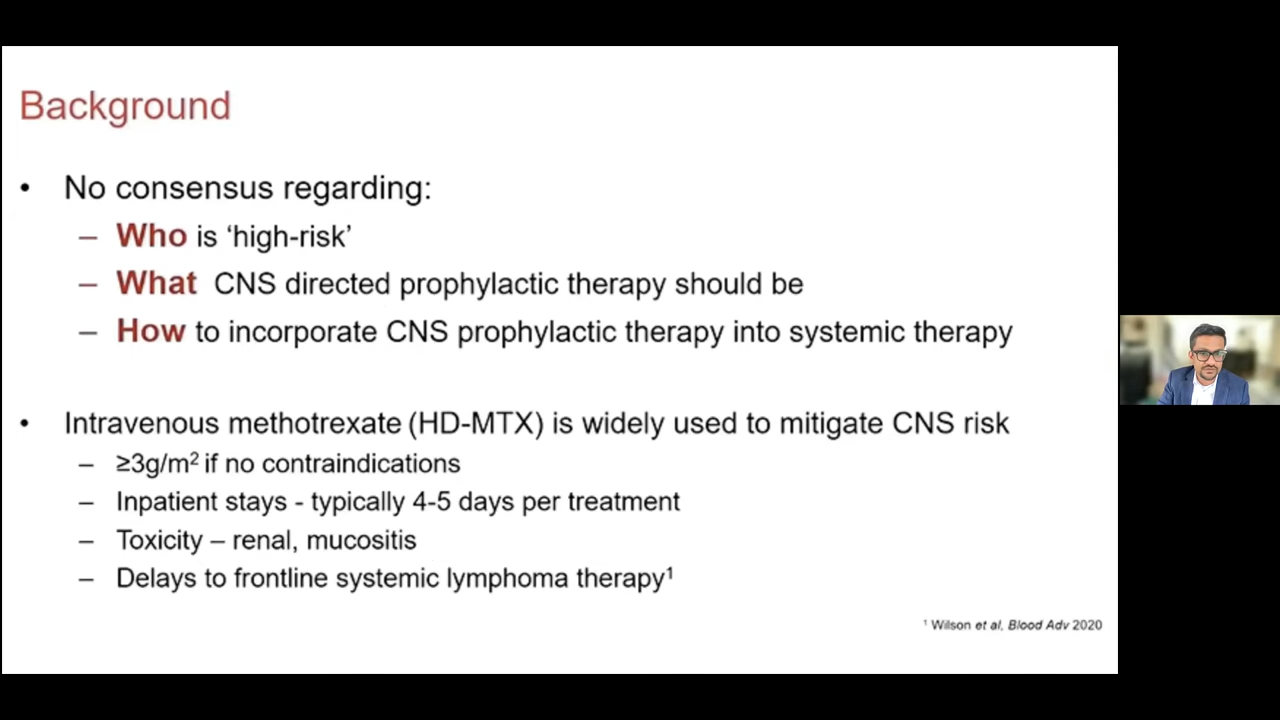 Background
• No consensus regarding:
– Who is ‘high-risk’
– What CNS directed prophylactic therapy should be
– How to incorporate CNS prophylactic therapy into systemic therapy
• Intravenous methotrexate (HD-MTX) is widely used to mitigate CNS risk
– ≥3g/m² if no contraindications
– Inpatient stays - typically 4-5 days per treatment
– Toxicity – renal, mucositis
– Delays to frontline systemic lymphoma therapy¹
¹ Wilson et al, Blood Adv 2020